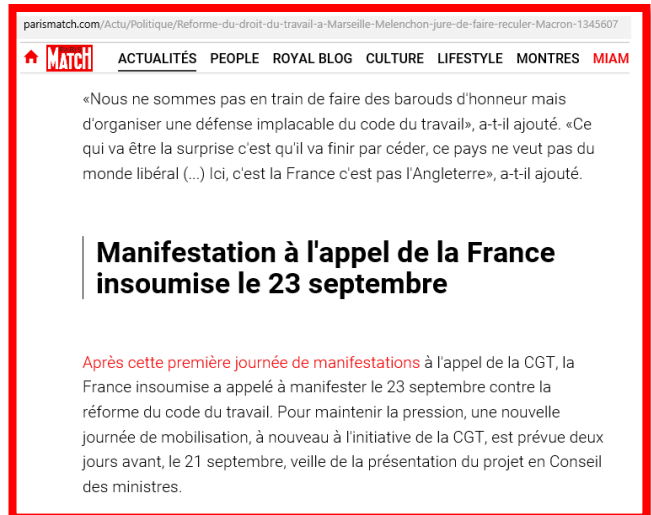 parismatch.com/Actu/Politique/Reforme-du-droit-du-travail-a-Marseille-Melenchon-jure-de-faire-reculer-Macron-1345607
PARIS MATCH ACTUALITÉS PEOPLE ROYAL BLOG CULTURE LIFESTYLE MONTRES MIAM
«Nous ne sommes pas en train de faire des barouds d'honneur mais
d'organiser une défense implacable du code du travail», a-t-il ajouté. «Ce
qui va être la surprise c'est qu'il va finir par céder, ce pays ne veut pas du
monde libéral (...) Ici, c'est la France c'est pas l'Angleterre», a-t-il ajouté.
Manifestation à l'appel de la France
insoumise le 23 septembre
Après cette première journée de manifestations à l'appel de la CGT, la
France insoumise a appelé à manifester le 23 septembre contre la
réforme du code du travail. Pour maintenir la pression, une nouvelle
journée de mobilisation, à nouveau à l'initiative de la CGT, est prévue deux
jours avant, le 21 septembre, veille de la présentation du projet en Conseil
des ministres.